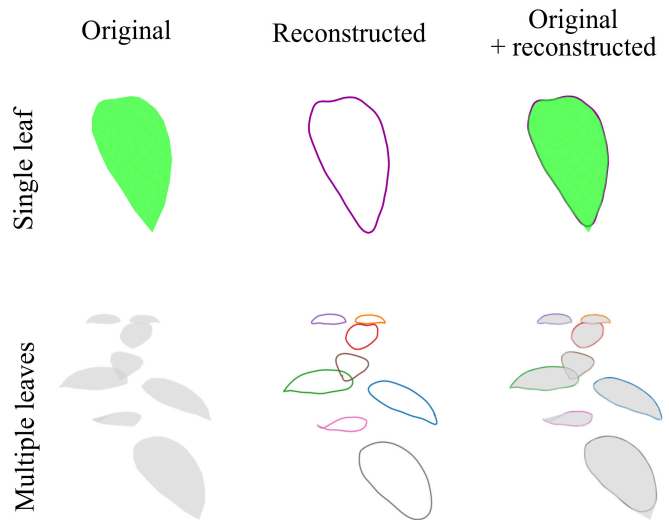 Original
Reconstructed
Original
+ reconstructed
Single leaf
Multiple leaves